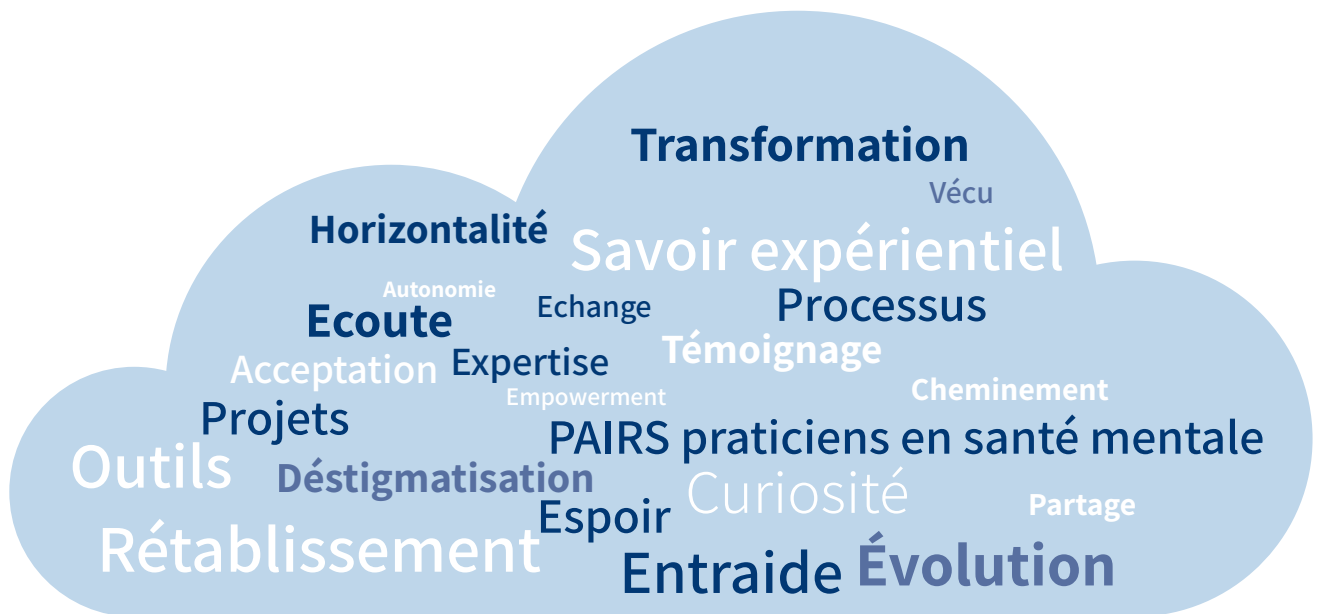 Transformation
Vécu
Horizontalité
Savoir expérientiel
Autonomie
Echange
Processus
Ecoute
Témoignage
Acceptation
Expertise
Empowerment
Cheminement
Projets
PAIRS praticiens en santé mentale
Outils
Déstigmatisation
Curiosité
Partage
Espoir
Rétablissement
Entraide
Évolution